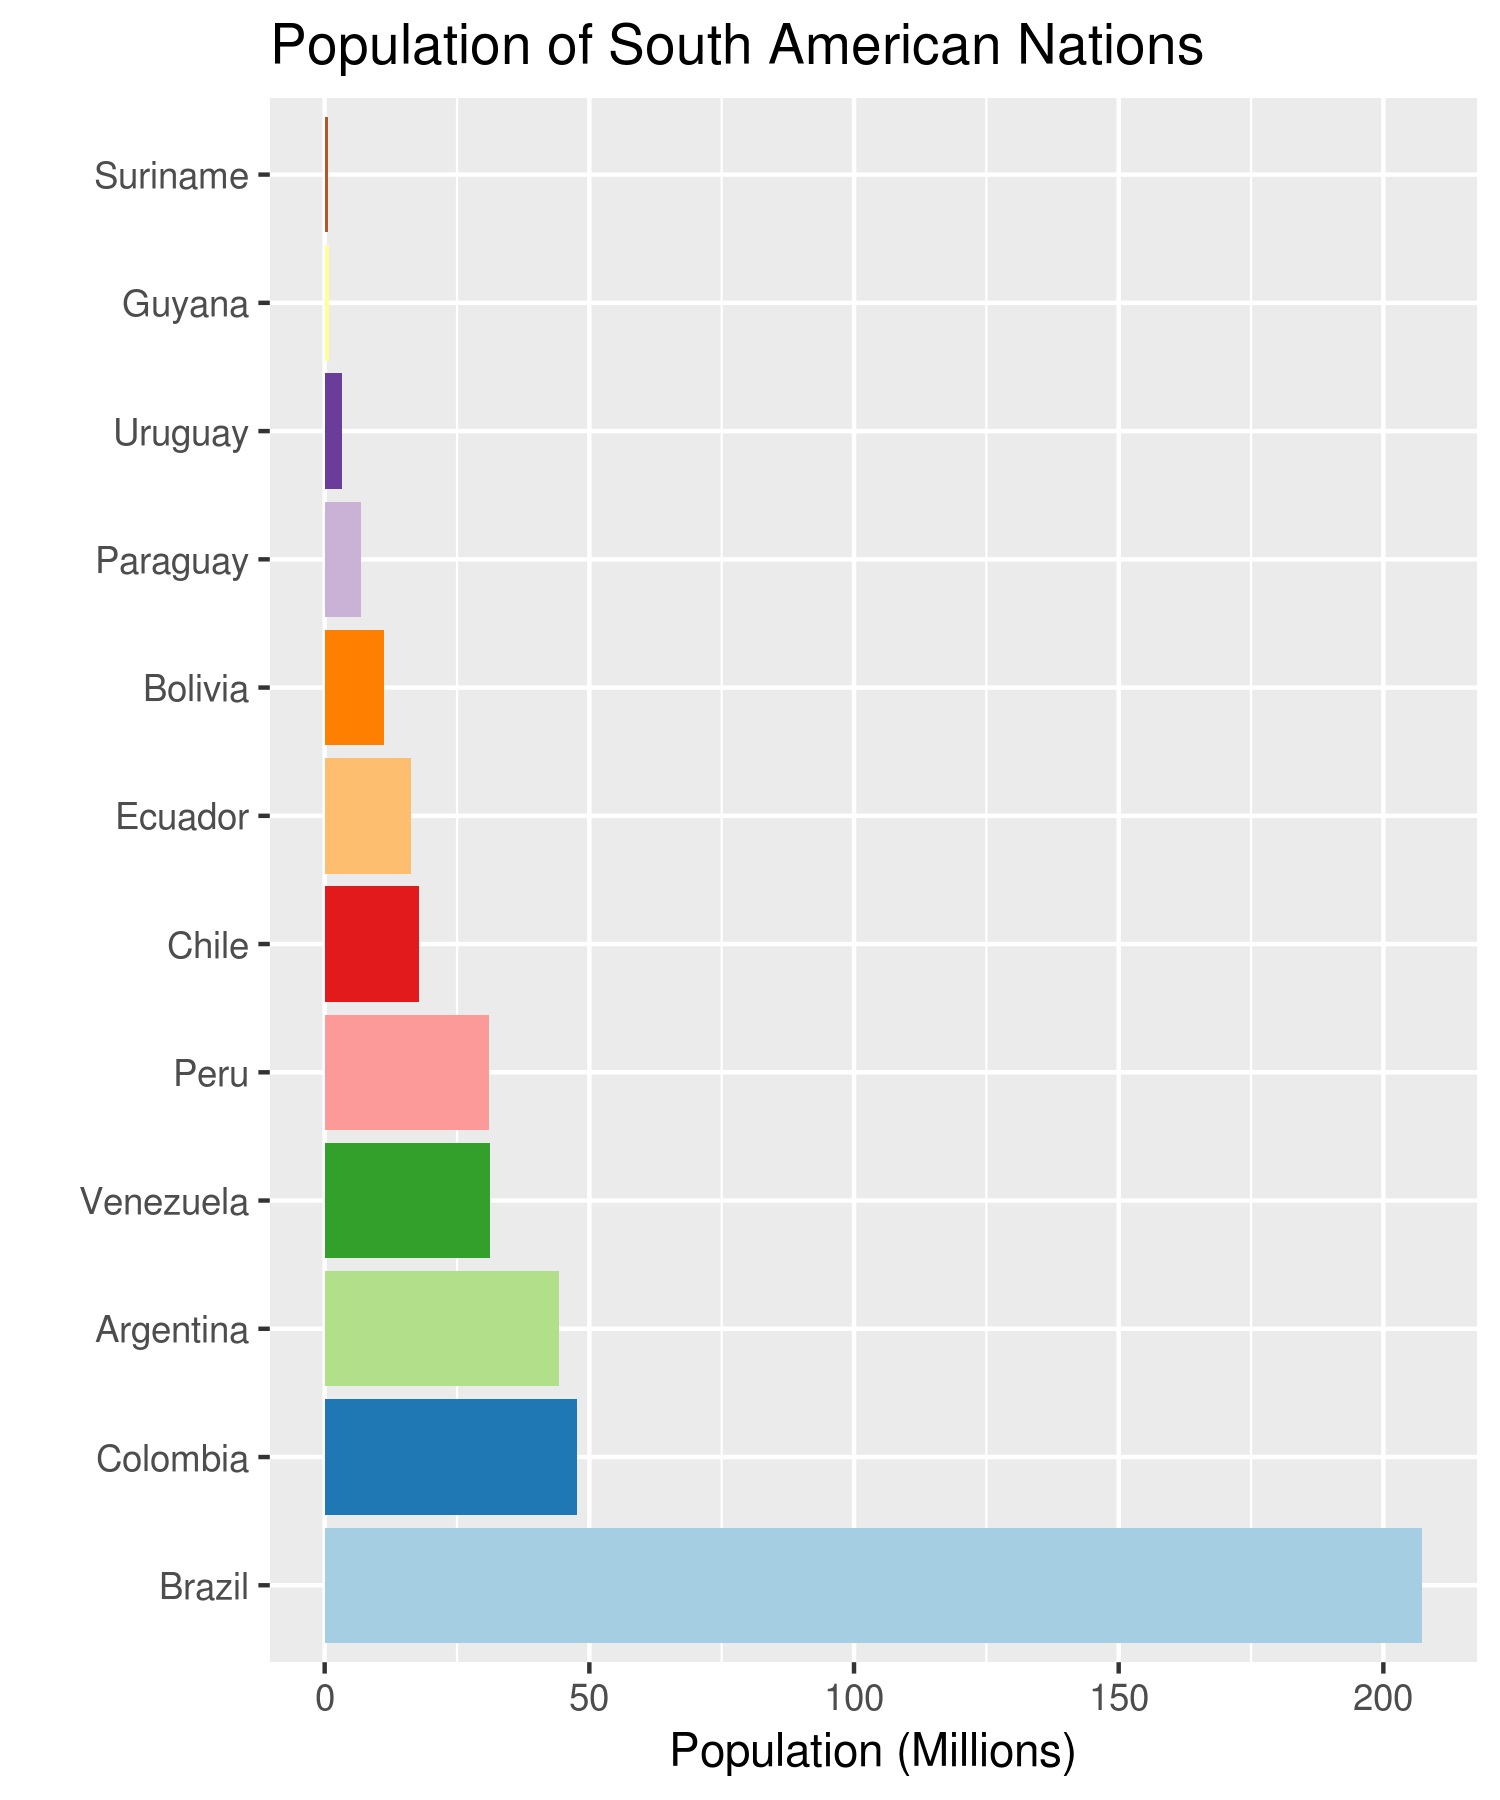 Population of South American Nations
Suriname
Guyana
Uruguay
Paraguay
Bolivia
Ecuador
Chile
Peru
Venezuela
Argentina
Colombia
Brazil
0 50 100 150 200
Population (Millions)